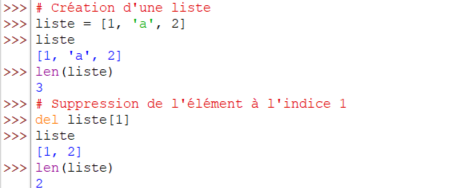 >>> # Création d'une liste
>>> liste = [1, 'a', 2]
>>> liste
[1, 'a', 2]
>>> len(liste)
3
>>> # Suppression de l'élément à l'indice 1
>>> del liste[1]
>>> liste
[1, 2]
>>> len(liste)
2